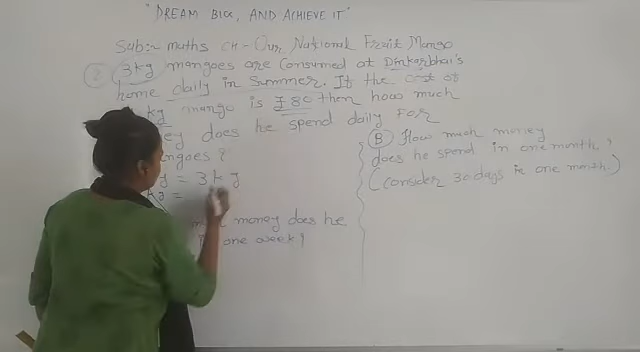 "DREAM BIG, AND ACHIEVE IT"
Sub:- maths CH - Our National Fruit Mango
② 3 kg mangoes are consumed at Dinkarbhai's
home daily in Summer. If the cost of
kg mango is ₹ 80 then how much
does he spend daily For
mangoes?
= 3 kg
kg =
money does he
one week?
Ⓑ How much money
does he spend in one month?
(Consider 30 days in one month.)